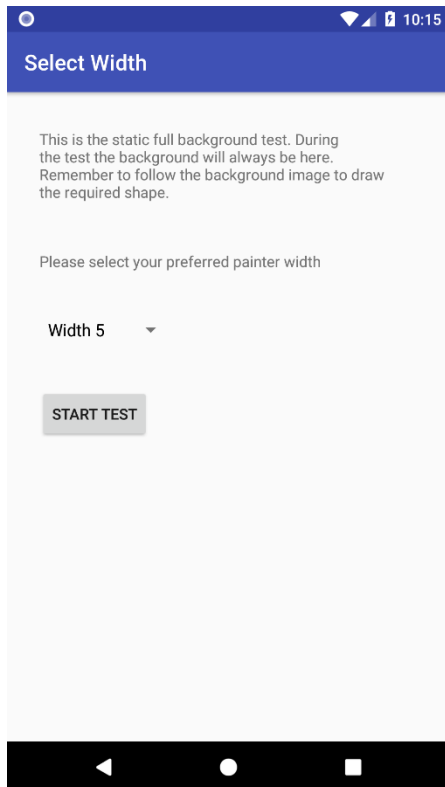 10:15
Select Width
This is the static full background test. During
the test the background will always be here.
Remember to follow the background image to draw
the required shape.
Please select your preferred painter width
Width 5
START TEST